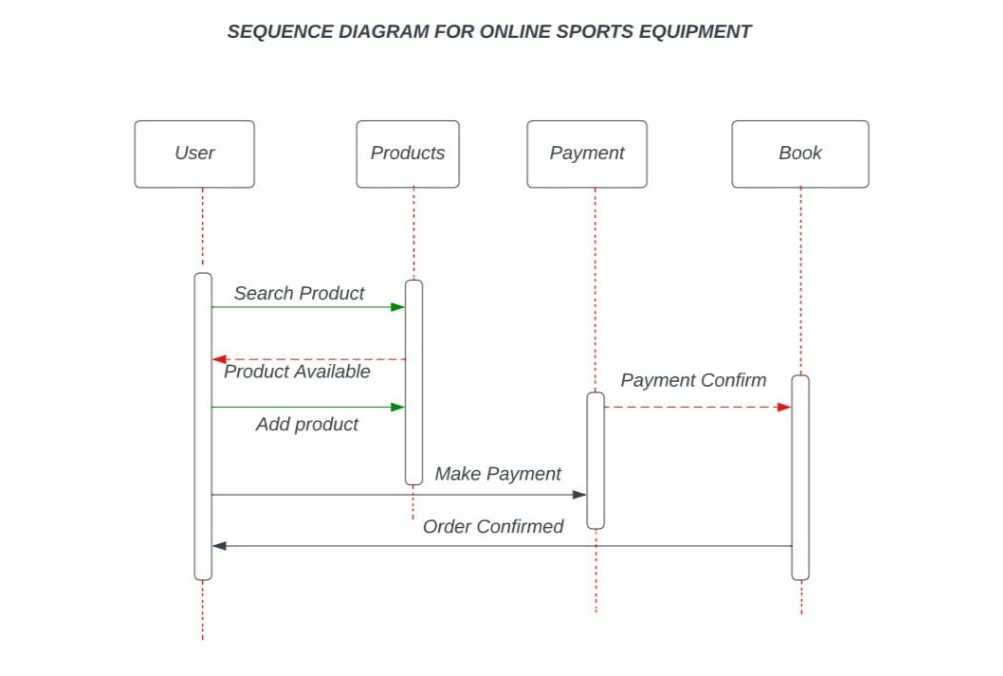 SEQUENCE DIAGRAM FOR ONLINE SPORTS EQUIPMENT
User
Products
Payment
Book
Search Product
Product Available
Payment Confirm
Add product
Make Payment
Order Confirmed